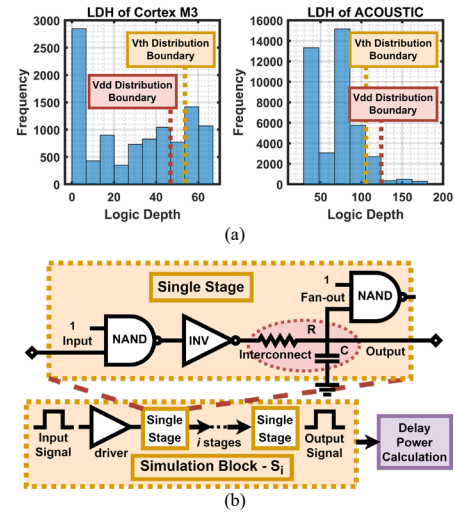 LDH of Cortex M3
3000
2500
2000
1500
1000
500
0
Frequency
Vth Distribution
Boundary
Vdd Distribution
Boundary
0 20 40 60
Logic Depth
LDH of ACOUSTIC
16000
14000
12000
10000
8000
6000
4000
2000
0
Frequency
Vth Distribution
Boundary
Vdd Distribution
Boundary
50 100 150 200
Logic Depth
(a)
Single Stage
1
Input
NAND
INV
R
Interconnect
C
1
Fan-out
NAND
Output
Input
Signal
driver
Single
Stage
i stages
Single
Stage
Output
Signal
Simulation Block - Si
Delay
Power
Calculation
(b)